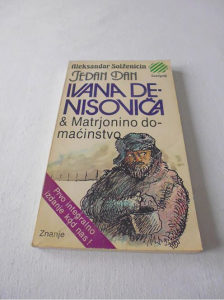 Aleksandar Solženicin
JEDAN DAN
IVANA DE-
NISOVIČA
& Matrjonino do-
maćinstvo
Prvo integralno
izdanje kod nas!
Znanje